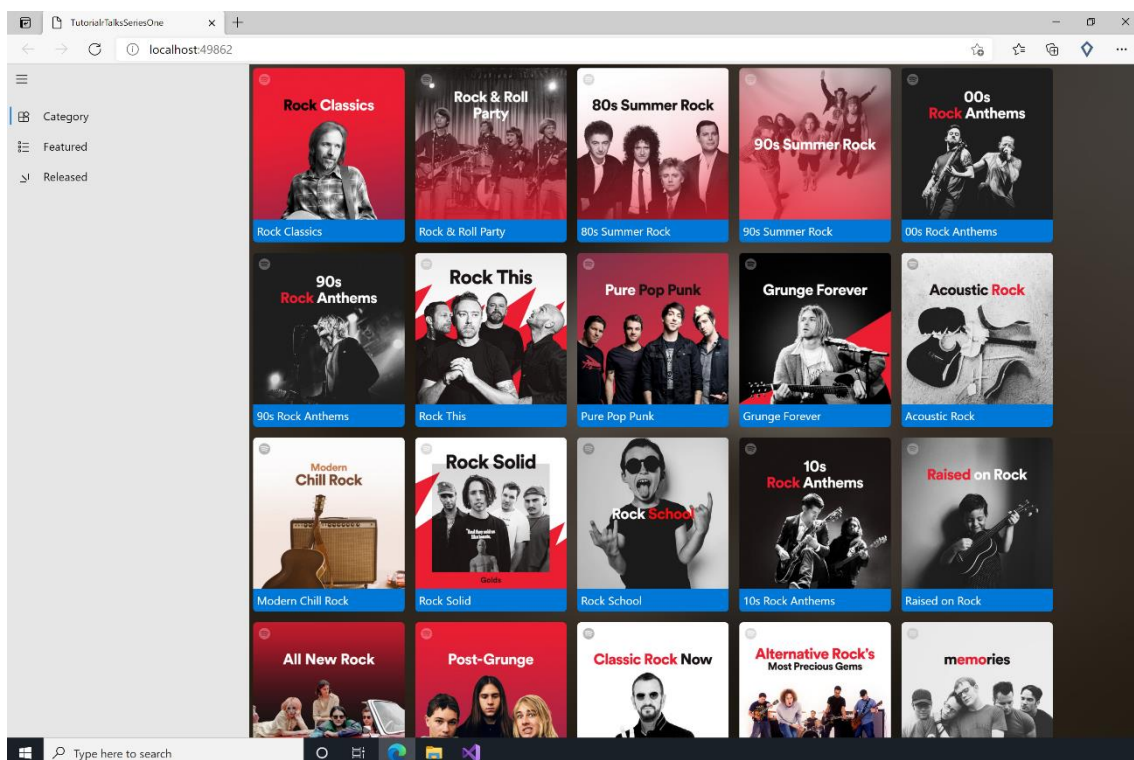 TutorialrTalksSeriesOne
localhost:49862
Category
Featured
Released
Rock Classics
Rock Classics
Rock & Roll
Party
Rock & Roll Party
80s Summer Rock
80s Summer Rock
90s Summer Rock
90s Summer Rock
00s
Rock Anthems
00s Rock Anthems
90s
Rock Anthems
90s Rock Anthems
Rock This
Rock This
Pure Pop Punk
Pure Pop Punk
Grunge Forever
Grunge Forever
Acoustic Rock
Acoustic Rock
Modern
Chill Rock
Modern Chill Rock
Rock Solid
Golds
Rock Solid
Rock School
Rock School
10s
Rock Anthems
10s Rock Anthems
Raised on Rock
Raised on Rock
All New Rock
Post-Grunge
Classic Rock Now
Alternative Rock's
Most Precious Gems
memories
Type here to search